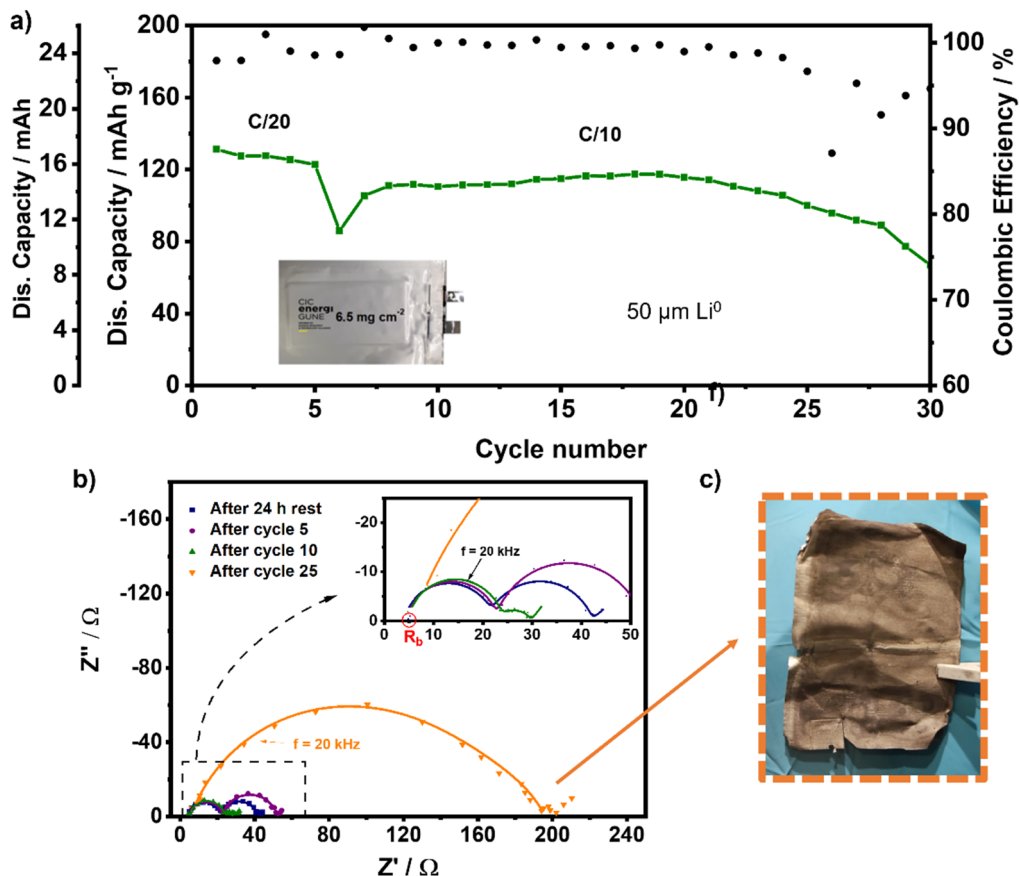 a)
Dis. Capacity / mAh
24
20
16
12
8
4
0
Dis. Capacity / mAh g-1
200
160
120
80
40
0
C/20
C/10
CIC
energi
GUNE
6.5 mg cm-2
50 µm Li0
f)
100
90
80
70
60
Coulombic Efficiency / %
0 5 10 15 20 25 30
Cycle number
b)
Z'' / Ω
-160
-120
-80
-40
0
After 24 h rest
After cycle 5
After cycle 10
After cycle 25
-20
-10
0
f = 20 kHz
0 10 20 30 40 50
Rb
f = 20 kHz
0 40 80 120 160 200 240
Z' / Ω
c)